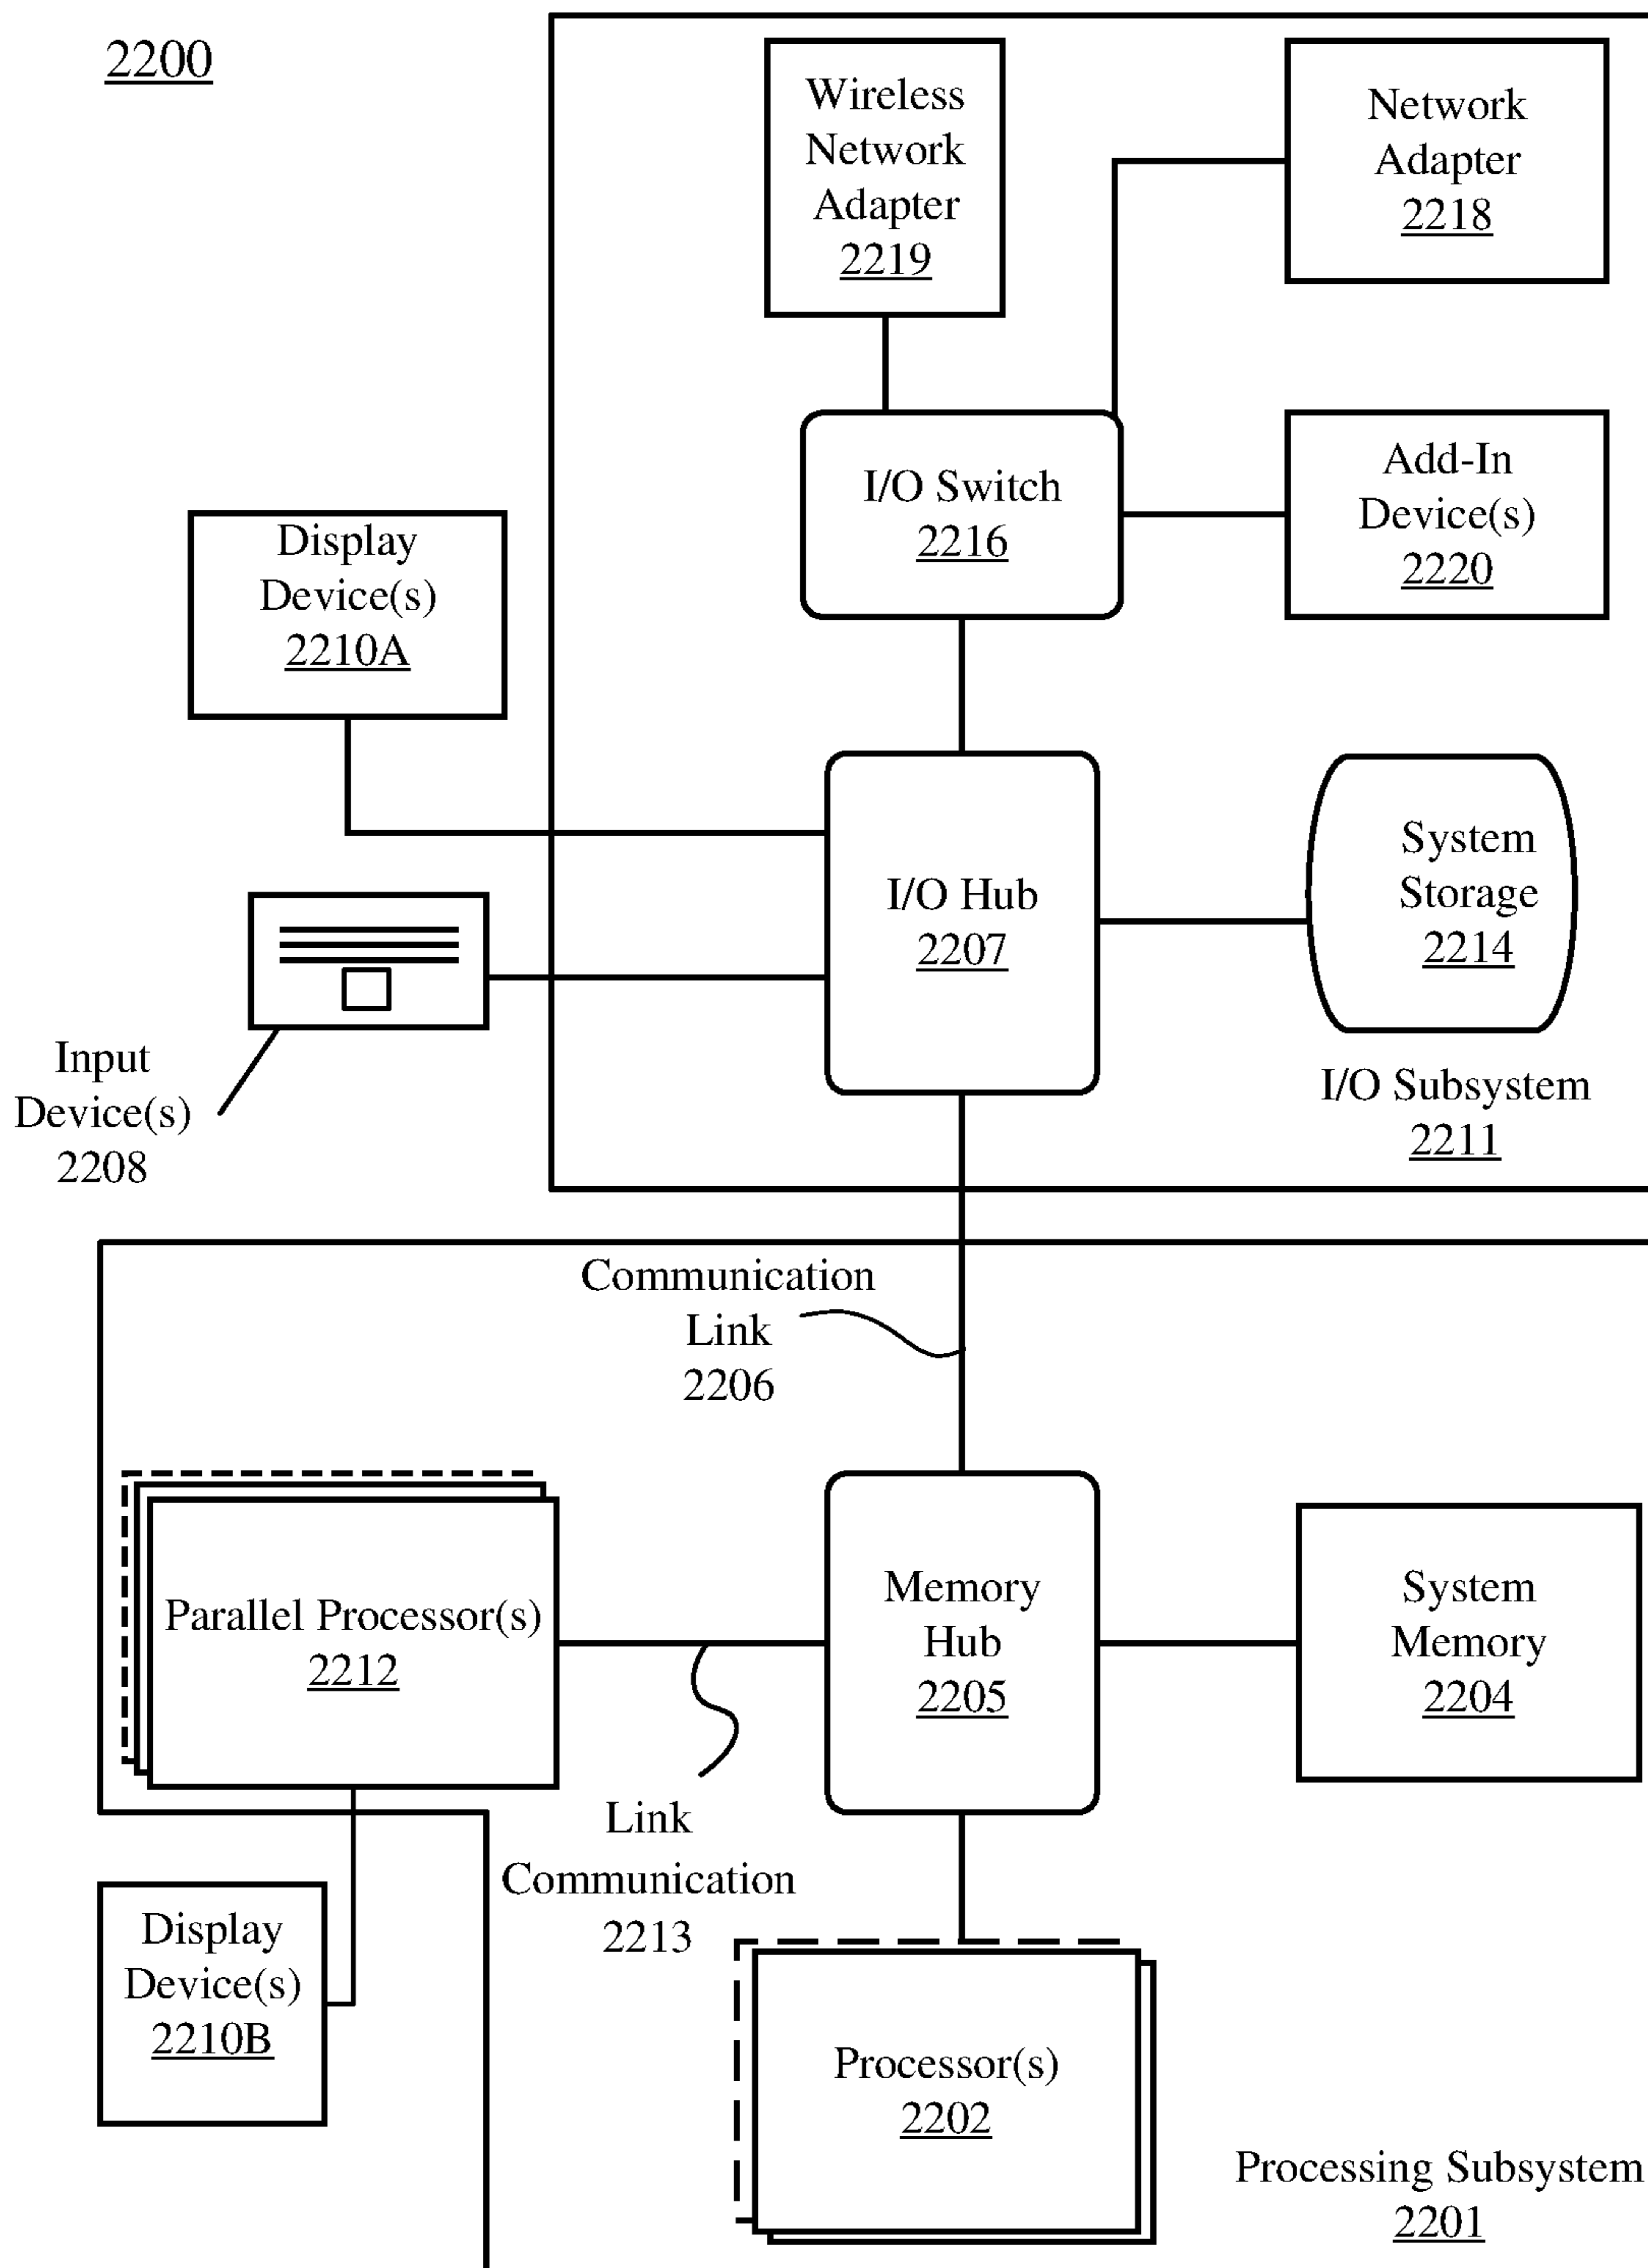 2200
Wireless
Network
Adapter
2219
Network
Adapter
2218
I/O Switch
2216
Add-In
Device(s)
2220
Display
Device(s)
2210A
I/O Hub
2207
System
Storage
2214
Input
Device(s)
2208
I/O Subsystem
2211
Communication
Link
2206
Parallel Processor(s)
2212
Memory
Hub
2205
System
Memory
2204
Link
Communication
2213
Display
Device(s)
2210B
Processor(s)
2202
Processing Subsystem
2201